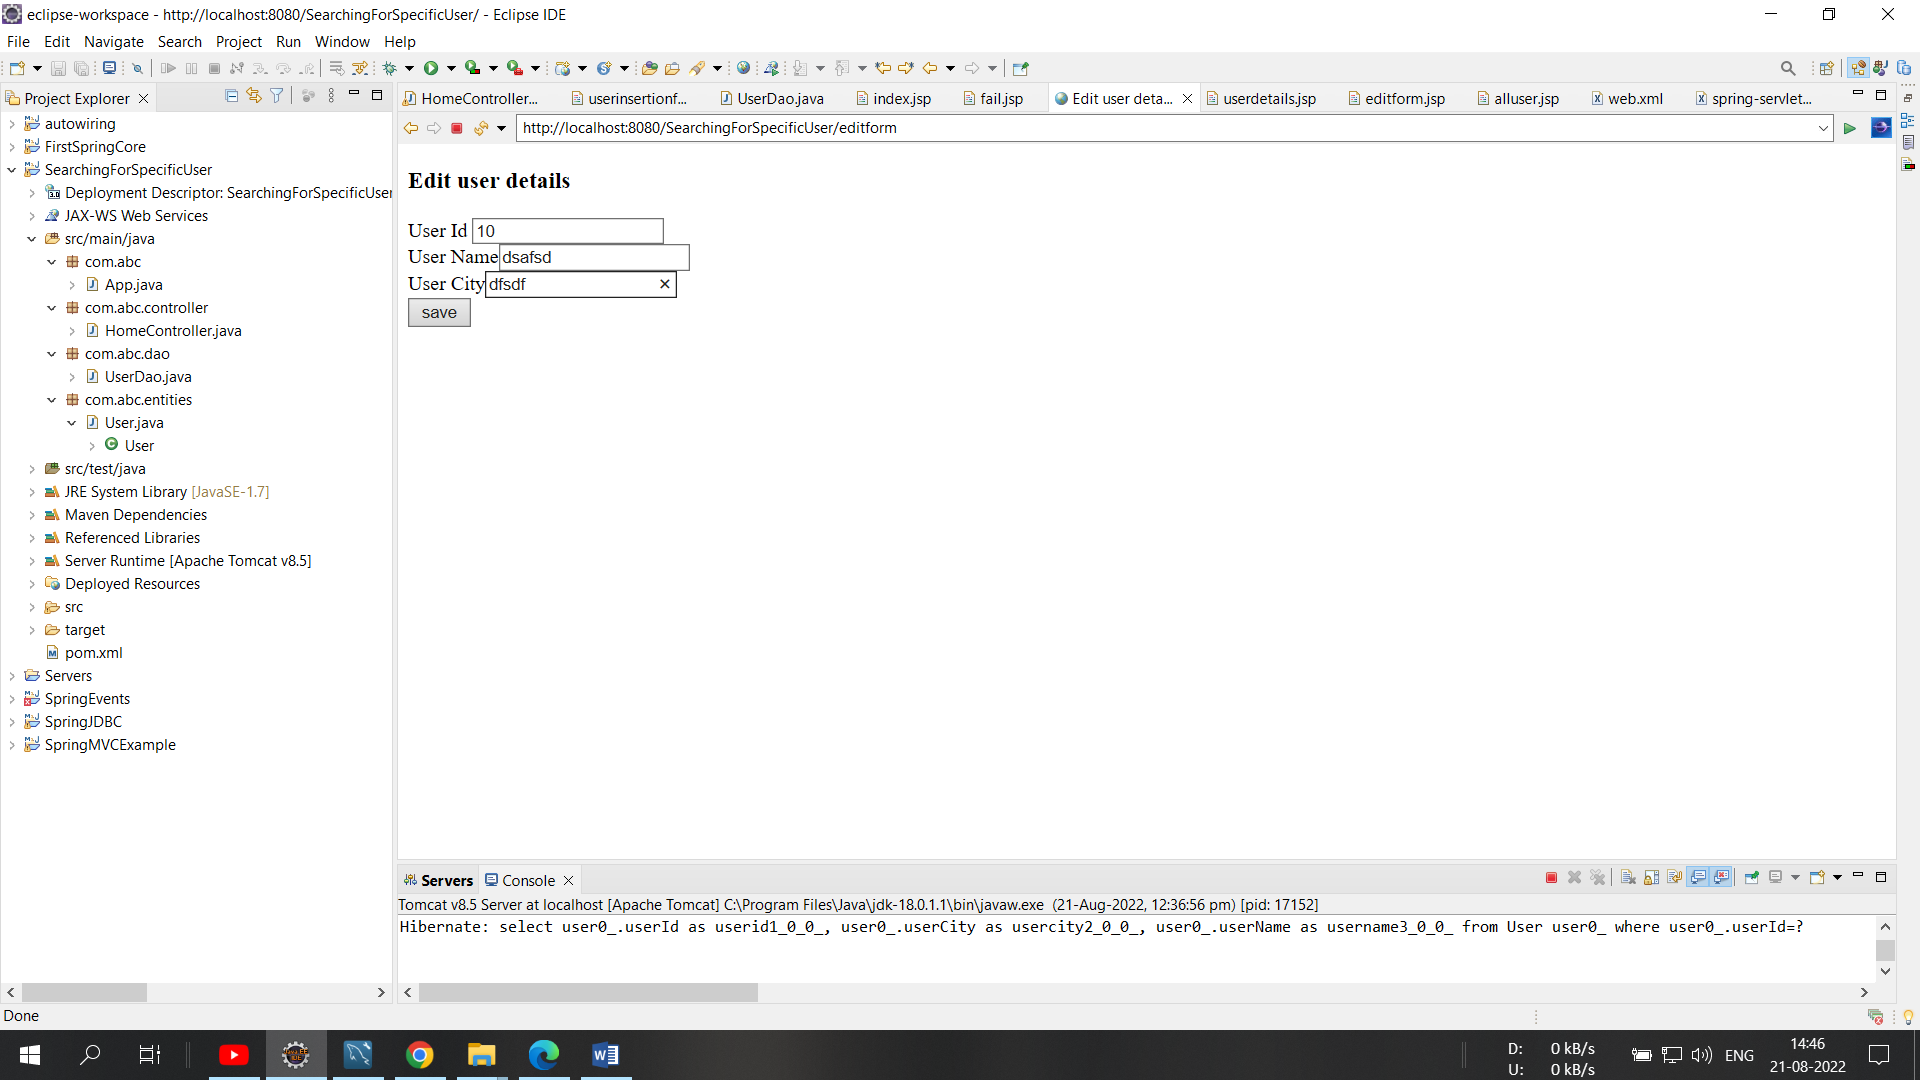 eclipse-workspace - http://localhost:8080/SearchingForSpecificUser/ - Eclipse IDE
File Edit Navigate Search Project Run Window Help
Project Explorer
HomeController... userinsertionf... UserDao.java index.jsp fail.jsp Edit user deta... userdetails.jsp editform.jsp alluser.jsp web.xml spring-servlet...
http://localhost:8080/SearchingForSpecificUser/editform
autowiring
FirstSpringCore
SearchingForSpecificUser
Deployment Descriptor: SearchingForSpecificUser
JAX-WS Web Services
src/main/java
com.abc
App.java
com.abc.controller
HomeController.java
com.abc.dao
UserDao.java
com.abc.entities
User.java
User
src/test/java
JRE System Library [JavaSE-1.7]
Maven Dependencies
Referenced Libraries
Server Runtime [Apache Tomcat v8.5]
Deployed Resources
src
target
pom.xml
Servers
SpringEvents
SpringJDBC
SpringMVCExample
Edit user details
User Id 10
User Name dsafsd
User City dfsdf
save
Servers Console
Tomcat v8.5 Server at localhost [Apache Tomcat] C:\Program Files\Java\jdk-18.0.1.1\bin\javaw.exe (21-Aug-2022, 12:36:56 pm) [pid: 17152]
Hibernate: select user0_.userId as userid1_0_0_, user0_.userCity as usercity2_0_0_, user0_.userName as username3_0_0_ from User user0_ where user0_.userId=?
Done
D: 0 kB/s
U: 0 kB/s
ENG
14:46
21-08-2022